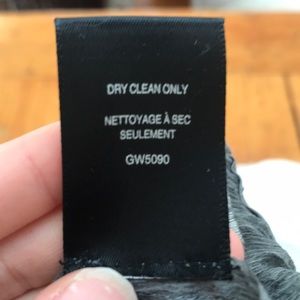 DRY CLEAN ONLY
NETTOYAGE À SEC
SEULEMENT
GW5090